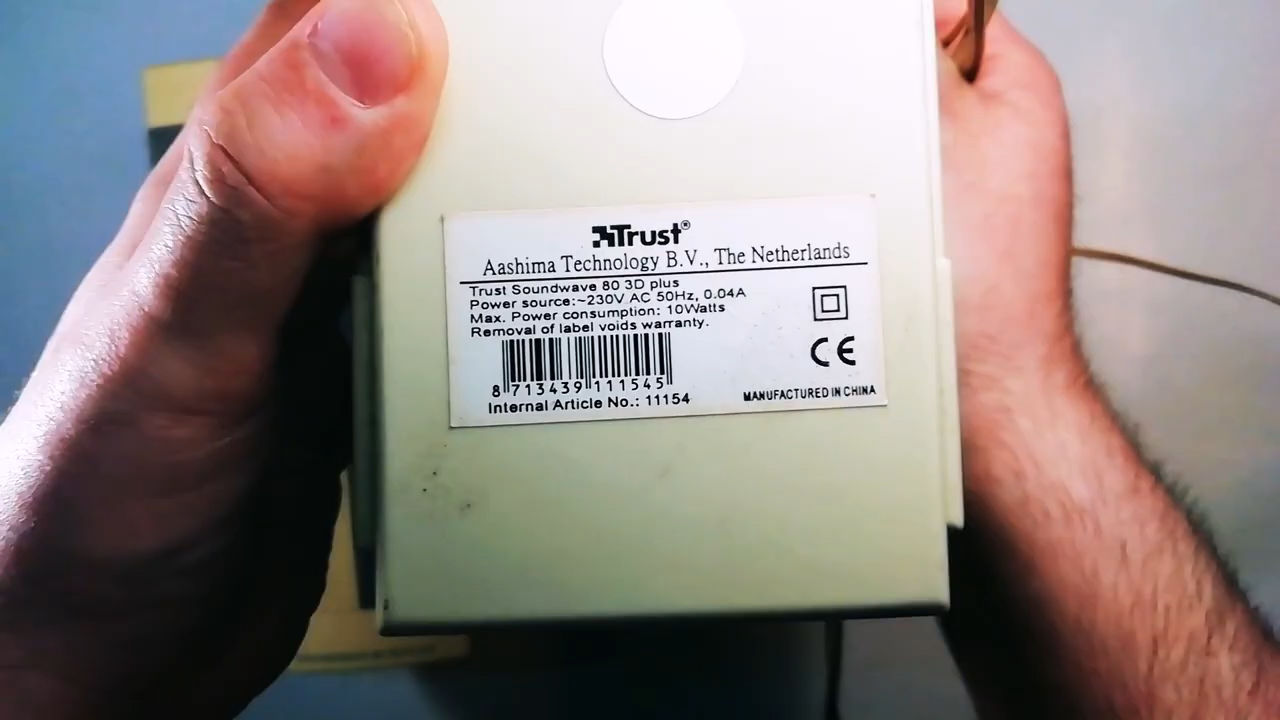 Trust®
Aashima Technology B.V., The Netherlands
Trust Soundwave 80 3D plus
Power source:~230V AC 50Hz, 0.04A
Max. Power consumption: 10Watts
Removal of label voids warranty.
8 713439 111545
Internal Article No.: 11154
CE
MANUFACTURED IN CHINA